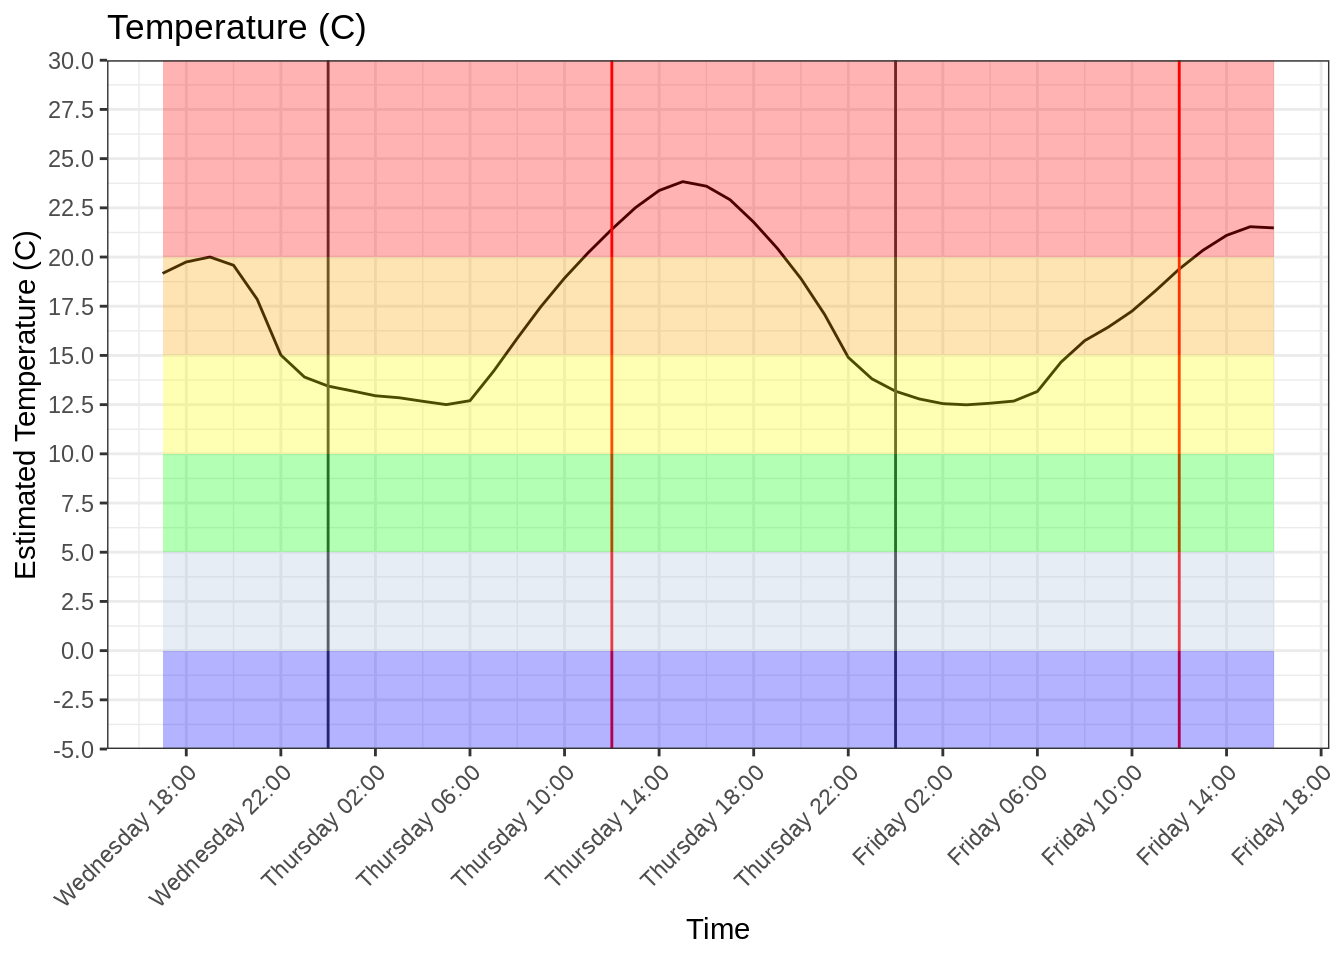 Temperature (C)
30.0
27.5
25.0
22.5
20.0
17.5
15.0
12.5
10.0
7.5
5.0
2.5
0.0
-2.5
-5.0
Estimated Temperature (C)
Wednesday 18:00
Wednesday 22:00
Thursday 02:00
Thursday 06:00
Thursday 10:00
Thursday 14:00
Thursday 18:00
Thursday 22:00
Friday 02:00
Friday 06:00
Friday 10:00
Friday 14:00
Friday 18:00
Time